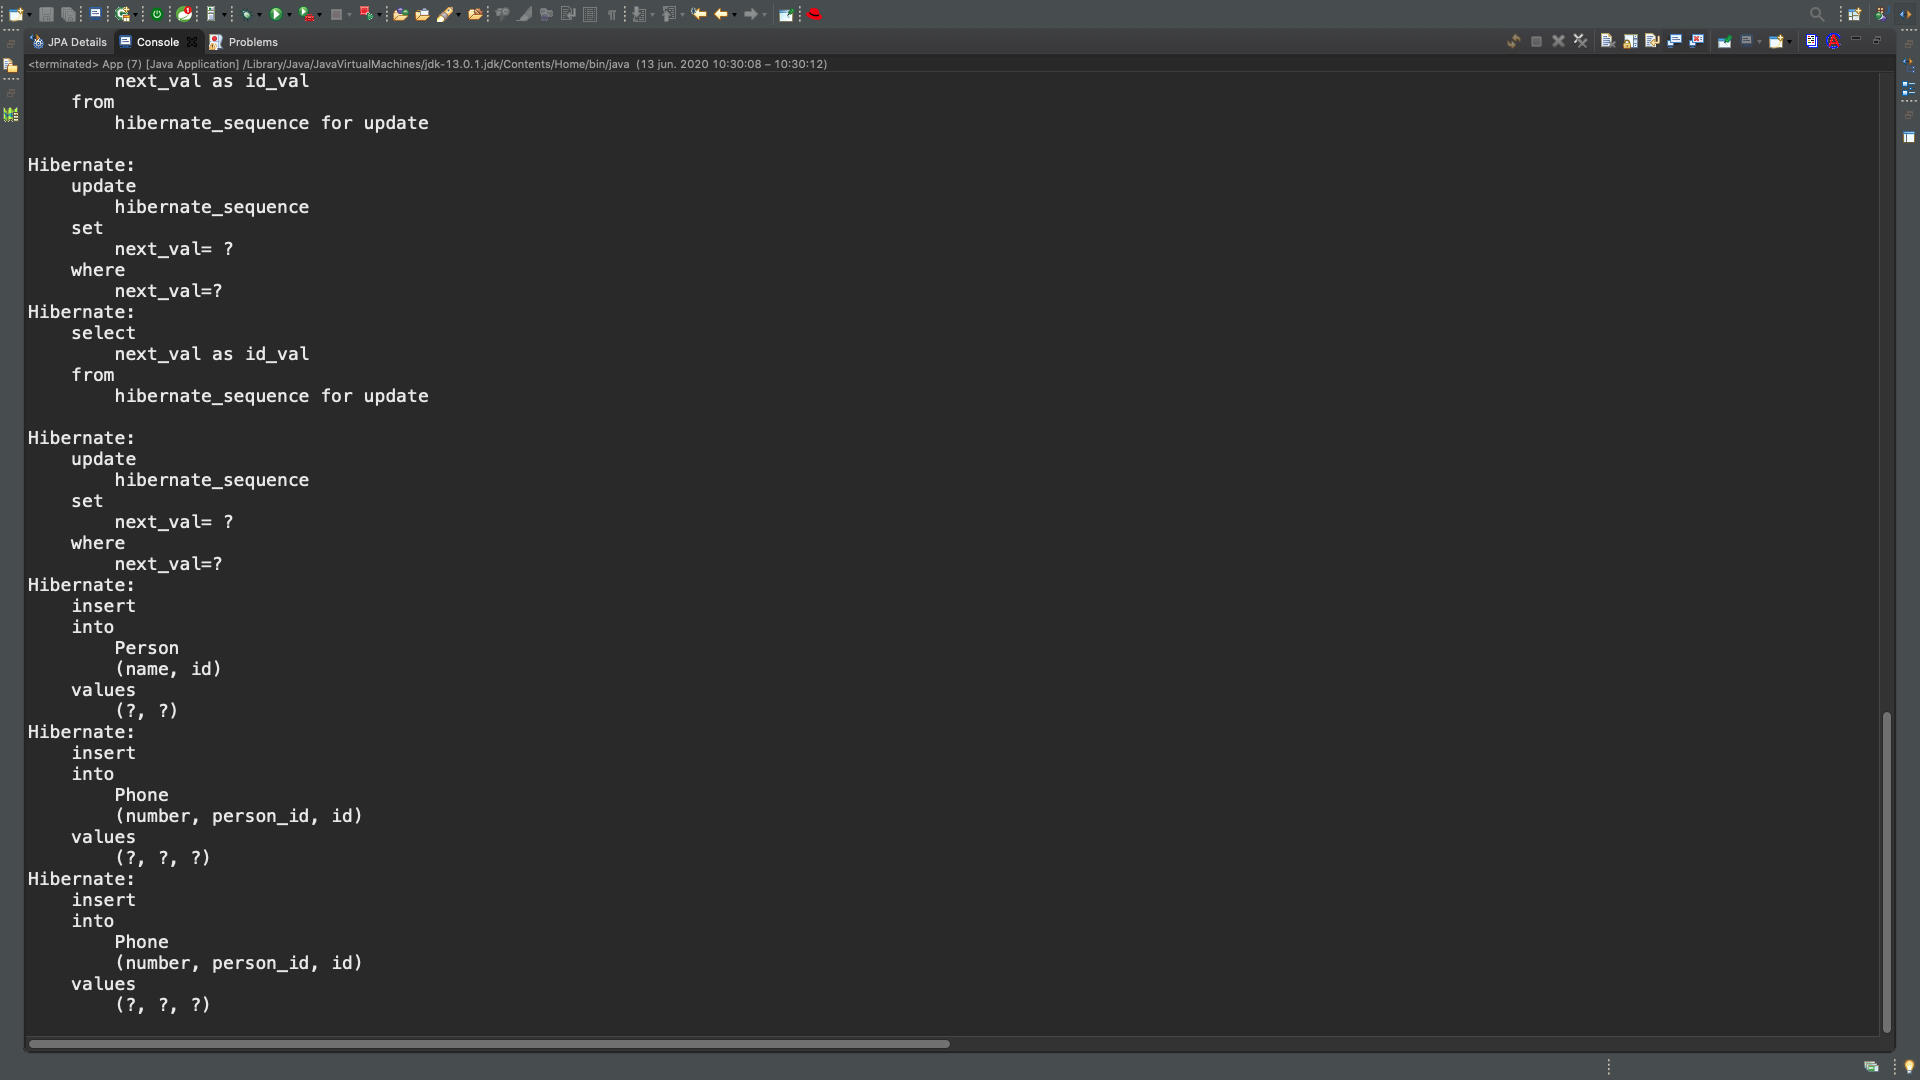 JPA Details Console Problems
<terminated> App (7) [Java Application] /Library/Java/JavaVirtualMachines/jdk-13.0.1.jdk/Contents/Home/bin/java (13 jun. 2020 10:30:08 – 10:30:12)
next_val as id_val
from
hibernate_sequence for update
Hibernate:
update
hibernate_sequence
set
next_val= ?
where
next_val=?
Hibernate:
select
next_val as id_val
from
hibernate_sequence for update
Hibernate:
update
hibernate_sequence
set
next_val= ?
where
next_val=?
Hibernate:
insert
into
Person
(name, id)
values
(?, ?)
Hibernate:
insert
into
Phone
(number, person_id, id)
values
(?, ?, ?)
Hibernate:
insert
into
Phone
(number, person_id, id)
values
(?, ?, ?)